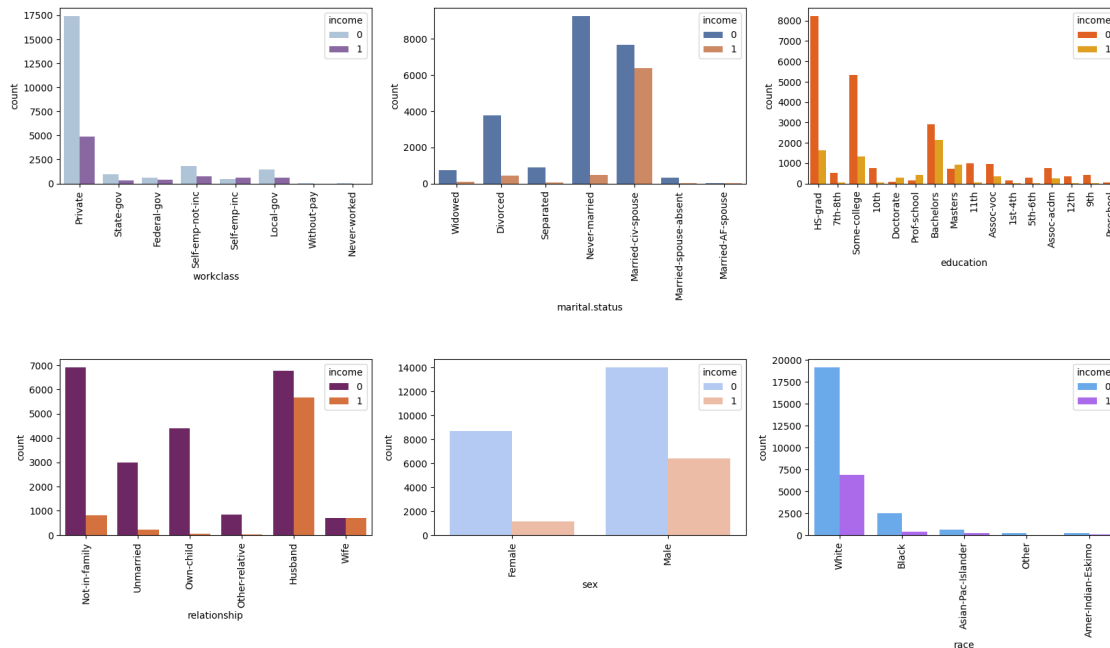 17500
15000
12500
10000
7500
5000
2500
0
count
income
0
1
Private
State-gov
Federal-gov
Self-emp-not-inc
Self-emp-inc
Local-gov
Without-pay
Never-worked
workclass
8000
6000
4000
2000
0
count
income
0
1
Widowed
Divorced
Separated
Never-married
Married-civ-spouse
Married-spouse-absent
Married-AF-spouse
marital.status
8000
7000
6000
5000
4000
3000
2000
1000
0
count
income
0
1
HS-grad
7th-8th
Some-college
10th
Doctorate
Prof-school
Bachelors
Masters
11th
Assoc-voc
1st-4th
5th-6th
Assoc-acdm
12th
9th
Preschool
education
7000
6000
5000
4000
3000
2000
1000
0
count
income
0
1
Not-in-family
Unmarried
Own-child
Other-relative
Husband
Wife
relationship
14000
12000
10000
8000
6000
4000
2000
0
count
income
0
1
Female
Male
sex
20000
17500
15000
12500
10000
7500
5000
2500
0
count
income
0
1
White
Black
Asian-Pac-Islander
Other
Amer-Indian-Eskimo
race